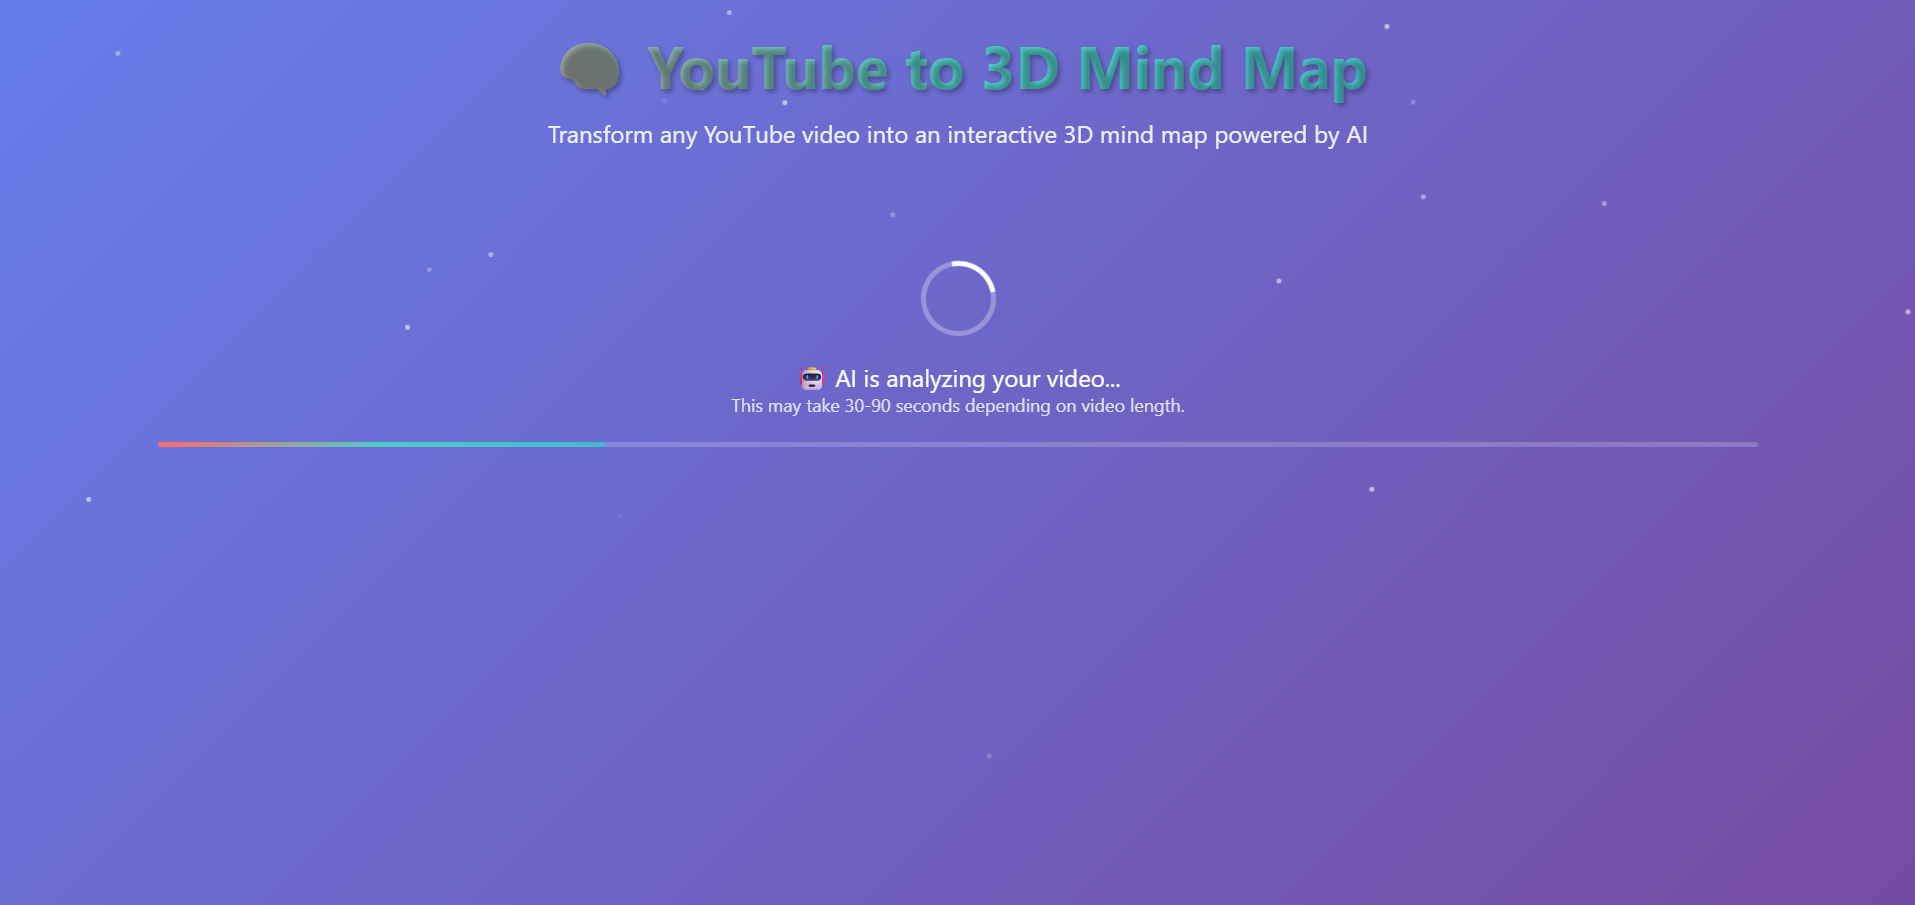 YouTube to 3D Mind Map
Transform any YouTube video into an interactive 3D mind map powered by AI
AI is analyzing your video...
This may take 30-90 seconds depending on video length.